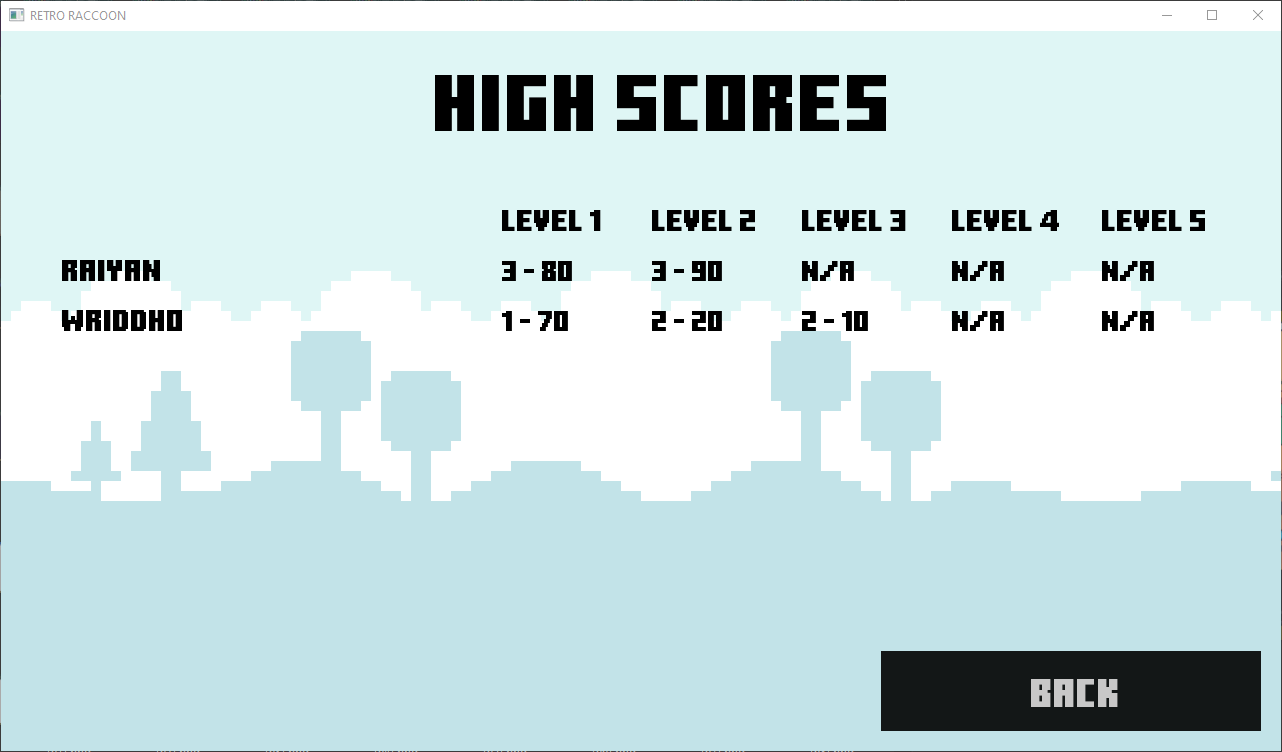 RETRO RACCOON
HIGH SCORES
LEVEL 1 LEVEL 2 LEVEL 3 LEVEL 4 LEVEL 5
RAIYAN 3 - 80 3 - 90 N/A N/A N/A
WRIDDHO 1 - 70 2 - 20 2 - 10 N/A N/A
BACK